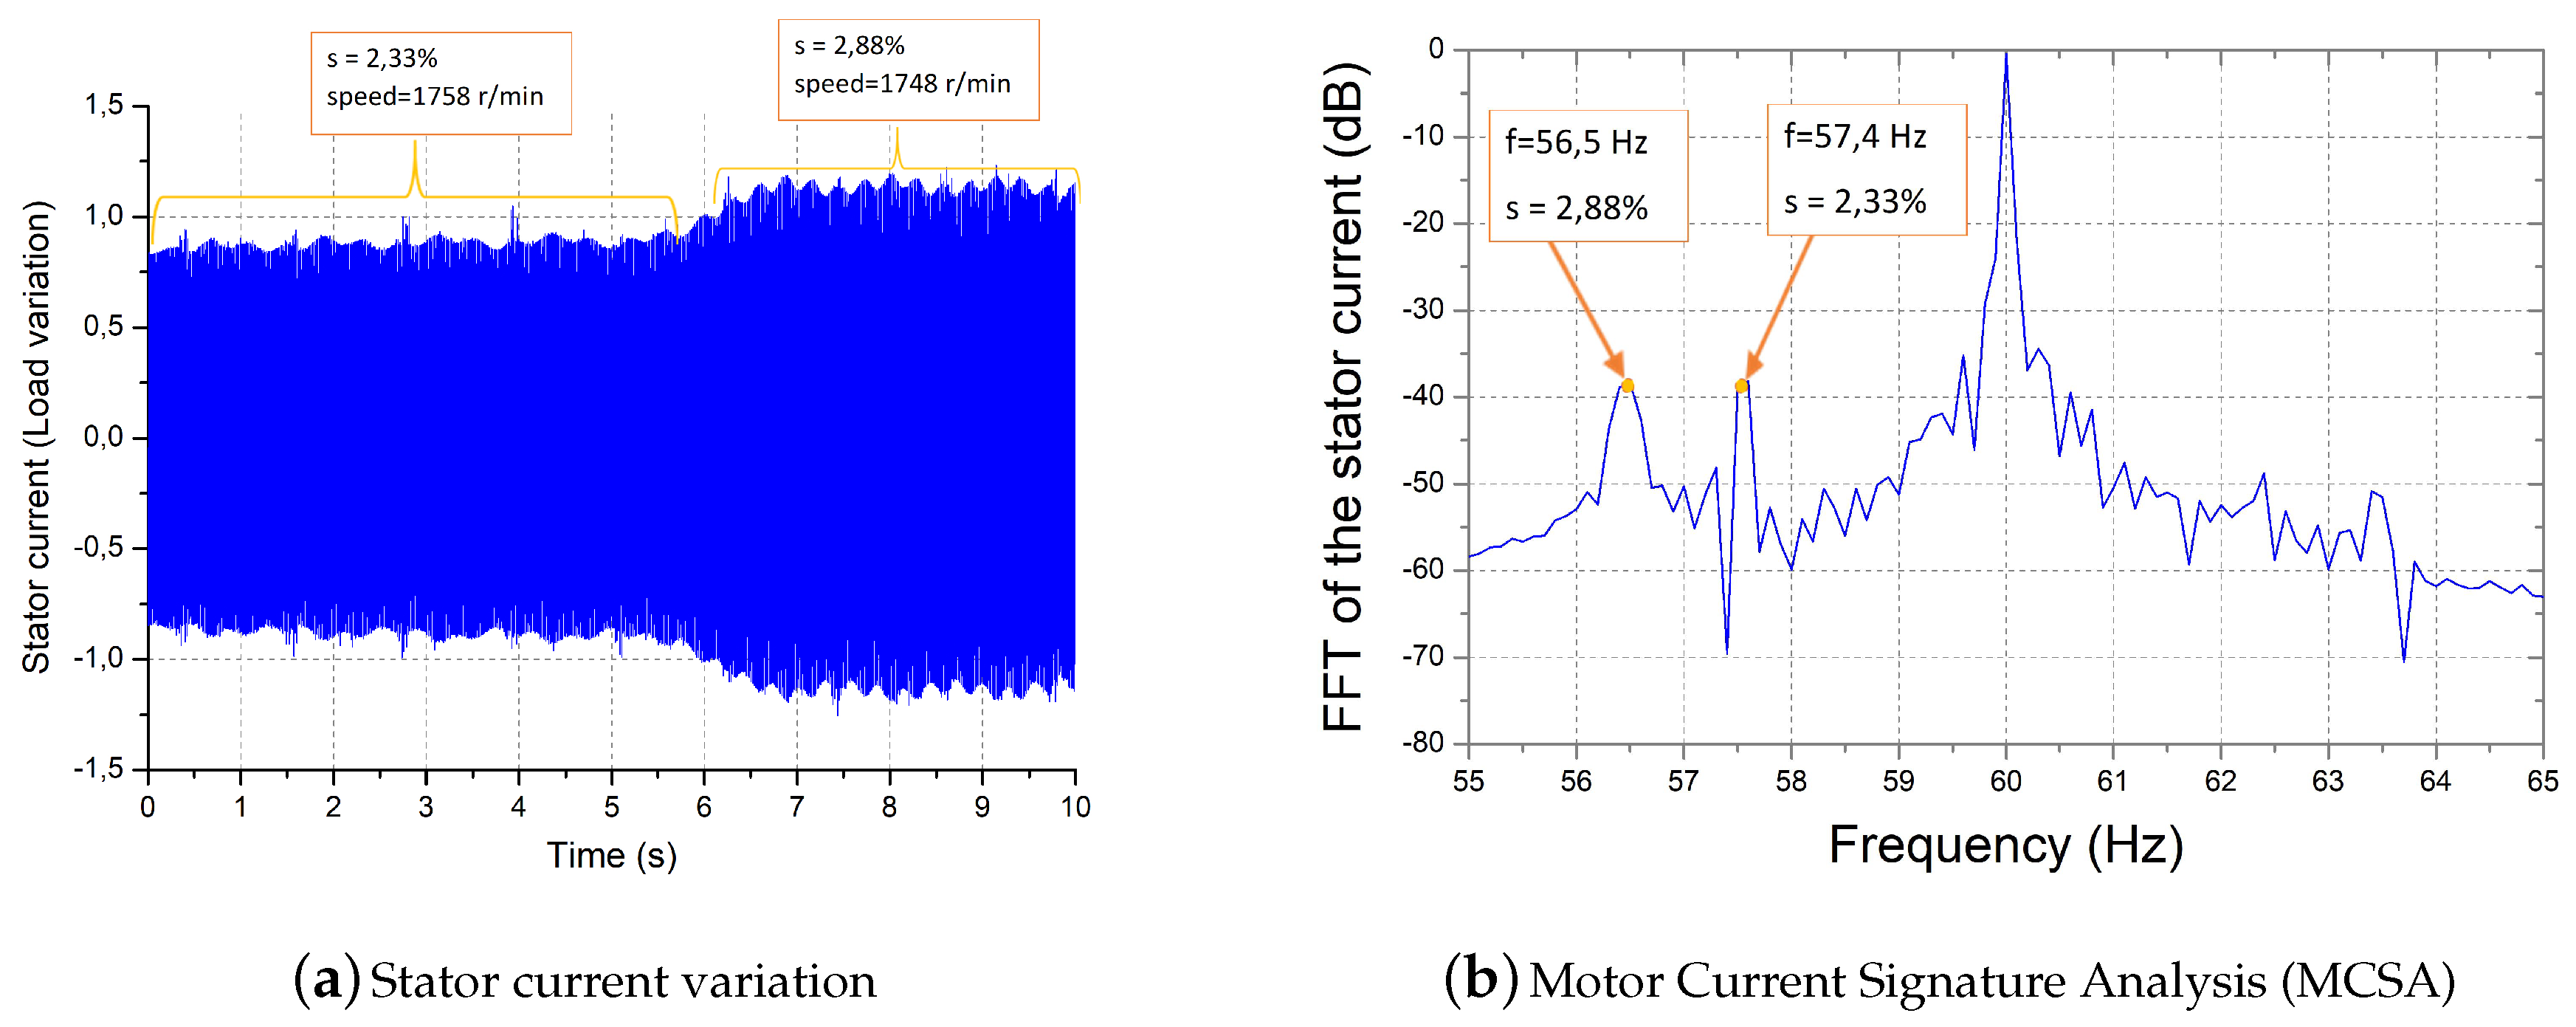 s = 2,33%
speed=1758 r/min
s = 2,88%
speed=1748 r/min
Stator current (Load variation)
1,5
1,0
0,5
0,0
-0,5
-1,0
-1,5
0 1 2 3 4 5 6 7 8 9 10
Time (s)
(a) Stator current variation
f=56,5 Hz
s = 2,88%
f=57,4 Hz
s = 2,33%
FFT of the stator current (dB)
0
-10
-20
-30
-40
-50
-60
-70
-80
55 56 57 58 59 60 61 62 63 64 65
Frequency (Hz)
(b) Motor Current Signature Analysis (MCSA)